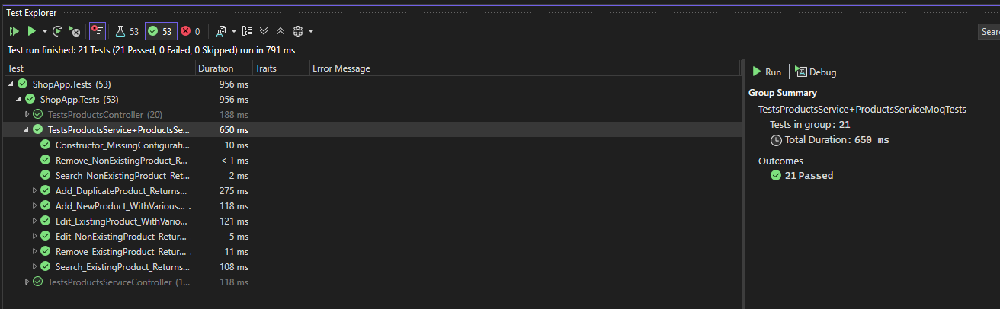 Test Explorer
53 53 0
Sear
Test run finished: 21 Tests (21 Passed, 0 Failed, 0 Skipped) run in 791 ms
Test Duration Traits Error Message
ShopApp.Tests (53) 956 ms
ShopApp.Tests (53) 956 ms
TestsProductsController (20) 188 ms
TestsProductsService+ProductsSe... 650 ms
Constructor_MissingConfigurati... 10 ms
Remove_NonExistingProduct_R... < 1 ms
Search_NonExistingProduct_Ret... 2 ms
Add_DuplicateProduct_Returns... 275 ms
Add_NewProduct_WithVarious... . 118 ms
Edit_ExistingProduct_WithVario... 121 ms
Edit_NonExistingProduct_Retur... 5 ms
Remove_ExistingProduct_Retur... 11 ms
Search_ExistingProduct_Returns... 108 ms
TestsProductsServiceController (1... 118 ms
Run Debug
Group Summary
TestsProductsService+ProductsServiceMoqTests
Tests in group: 21
Total Duration: 650 ms
Outcomes
21 Passed